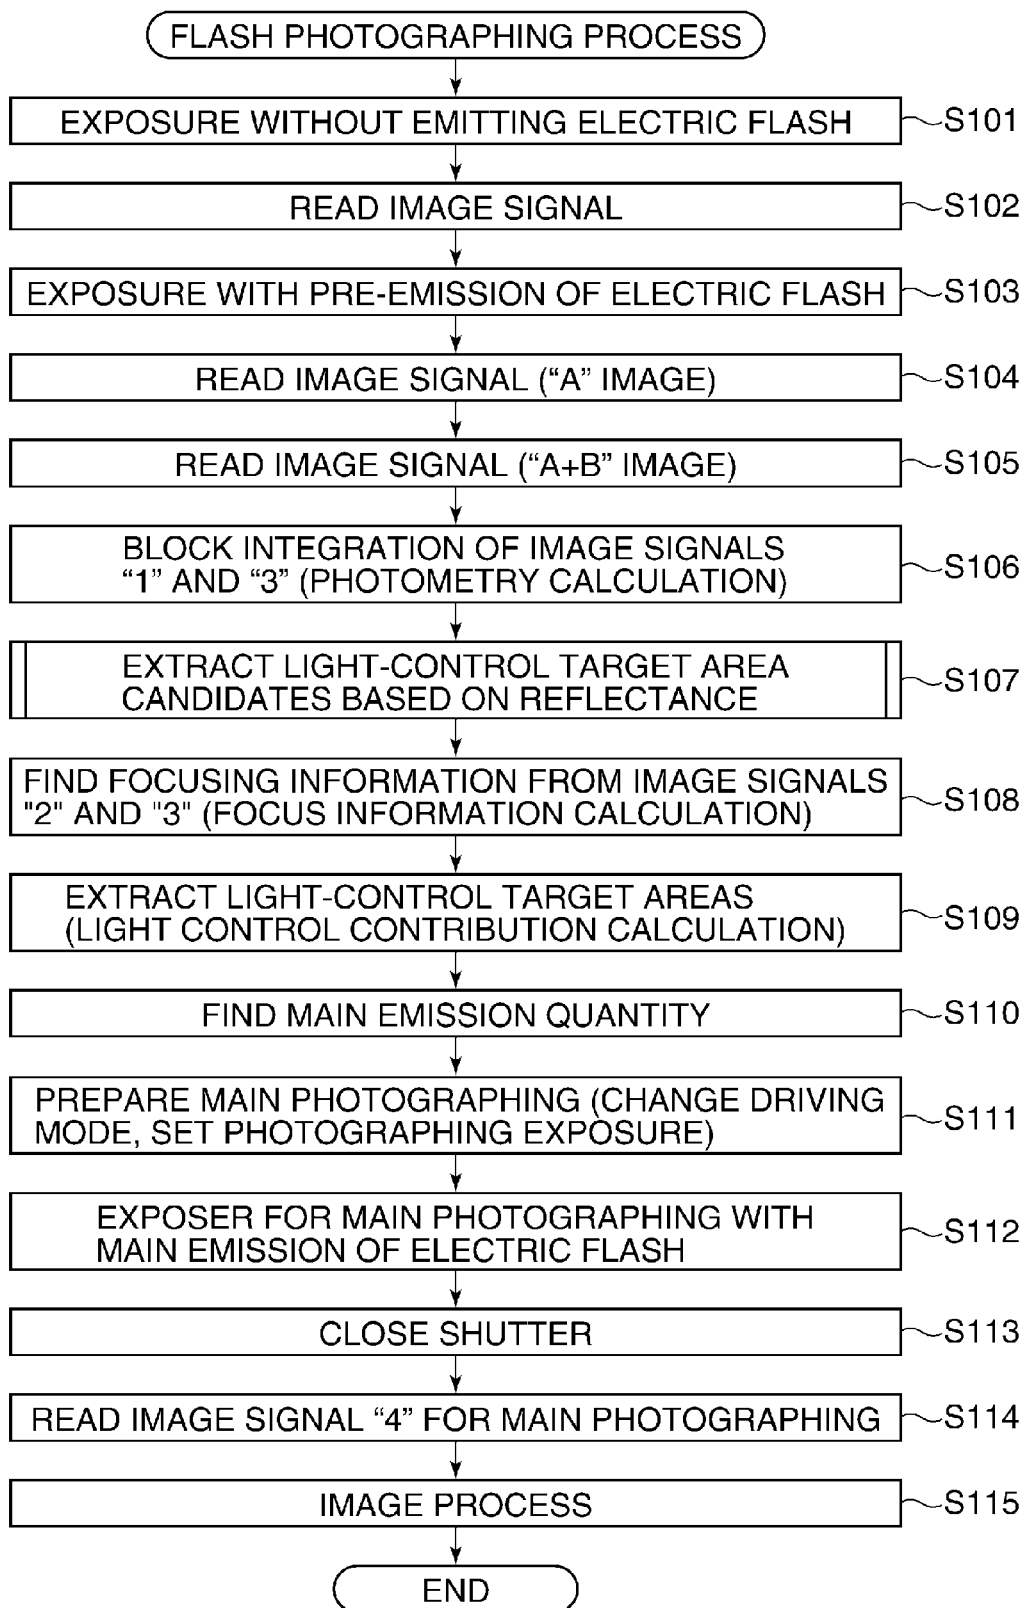 FLASH PHOTOGRAPHING PROCESS
EXPOSURE WITHOUT EMITTING ELECTRIC FLASH
S101
READ IMAGE SIGNAL
S102
EXPOSURE WITH PRE-EMISSION OF ELECTRIC FLASH
S103
READ IMAGE SIGNAL (“A” IMAGE)
S104
READ IMAGE SIGNAL (“A+B” IMAGE)
S105
BLOCK INTEGRATION OF IMAGE SIGNALS
“1” AND “3” (PHOTOMETRY CALCULATION)
S106
EXTRACT LIGHT-CONTROL TARGET AREA
CANDIDATES BASED ON REFLECTANCE
S107
FIND FOCUSING INFORMATION FROM IMAGE SIGNALS
"2" AND "3" (FOCUS INFORMATION CALCULATION)
S108
EXTRACT LIGHT-CONTROL TARGET AREAS
(LIGHT CONTROL CONTRIBUTION CALCULATION)
S109
FIND MAIN EMISSION QUANTITY
S110
PREPARE MAIN PHOTOGRAPHING (CHANGE DRIVING
MODE, SET PHOTOGRAPHING EXPOSURE)
S111
EXPOSER FOR MAIN PHOTOGRAPHING WITH
MAIN EMISSION OF ELECTRIC FLASH
S112
CLOSE SHUTTER
S113
READ IMAGE SIGNAL “4” FOR MAIN PHOTOGRAPHING
S114
IMAGE PROCESS
S115
END